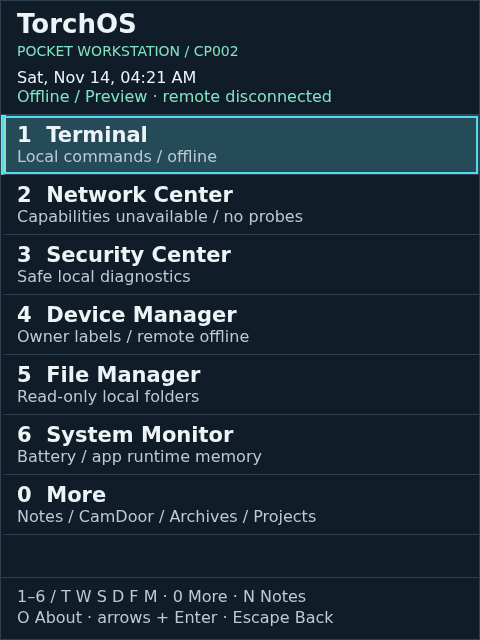 TorchOS
POCKET WORKSTATION / CP002
Sat, Nov 14, 04:21 AM
Offline / Preview · remote disconnected
1 Terminal
Local commands / offline
2 Network Center
Capabilities unavailable / no probes
3 Security Center
Safe local diagnostics
4 Device Manager
Owner labels / remote offline
5 File Manager
Read-only local folders
6 System Monitor
Battery / app runtime memory
0 More
Notes / CamDoor / Archives / Projects
1–6 / T W S D F M · 0 More · N Notes
O About · arrows + Enter · Escape Back